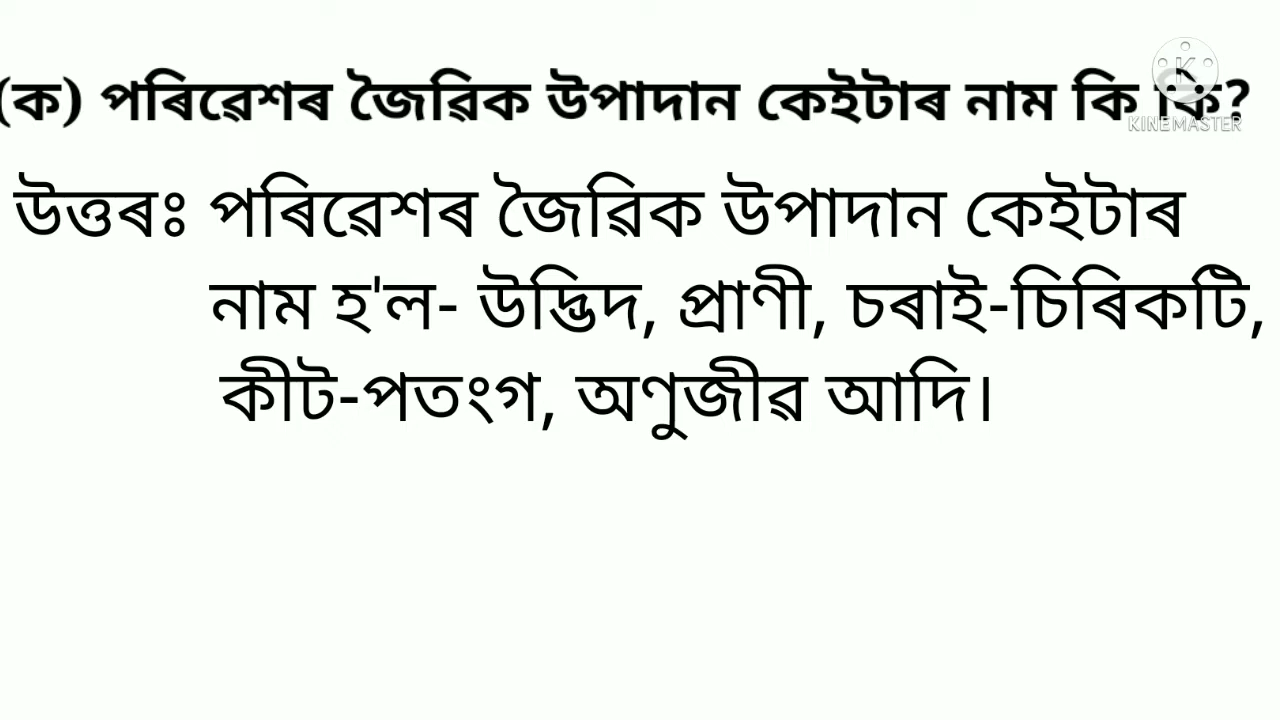 (ক) পৰিৱেশৰ জৈৱিক উপাদান কেইটাৰ নাম কি কি?
উত্তৰঃ পৰিৱেশৰ জৈৱিক উপাদান কেইটাৰ
নাম হ'ল- উদ্ভিদ, প্ৰাণী, চৰাই-চিৰিকটি,
কীট-পতংগ, অণুজীৱ আদি।
K
KINEMASTER